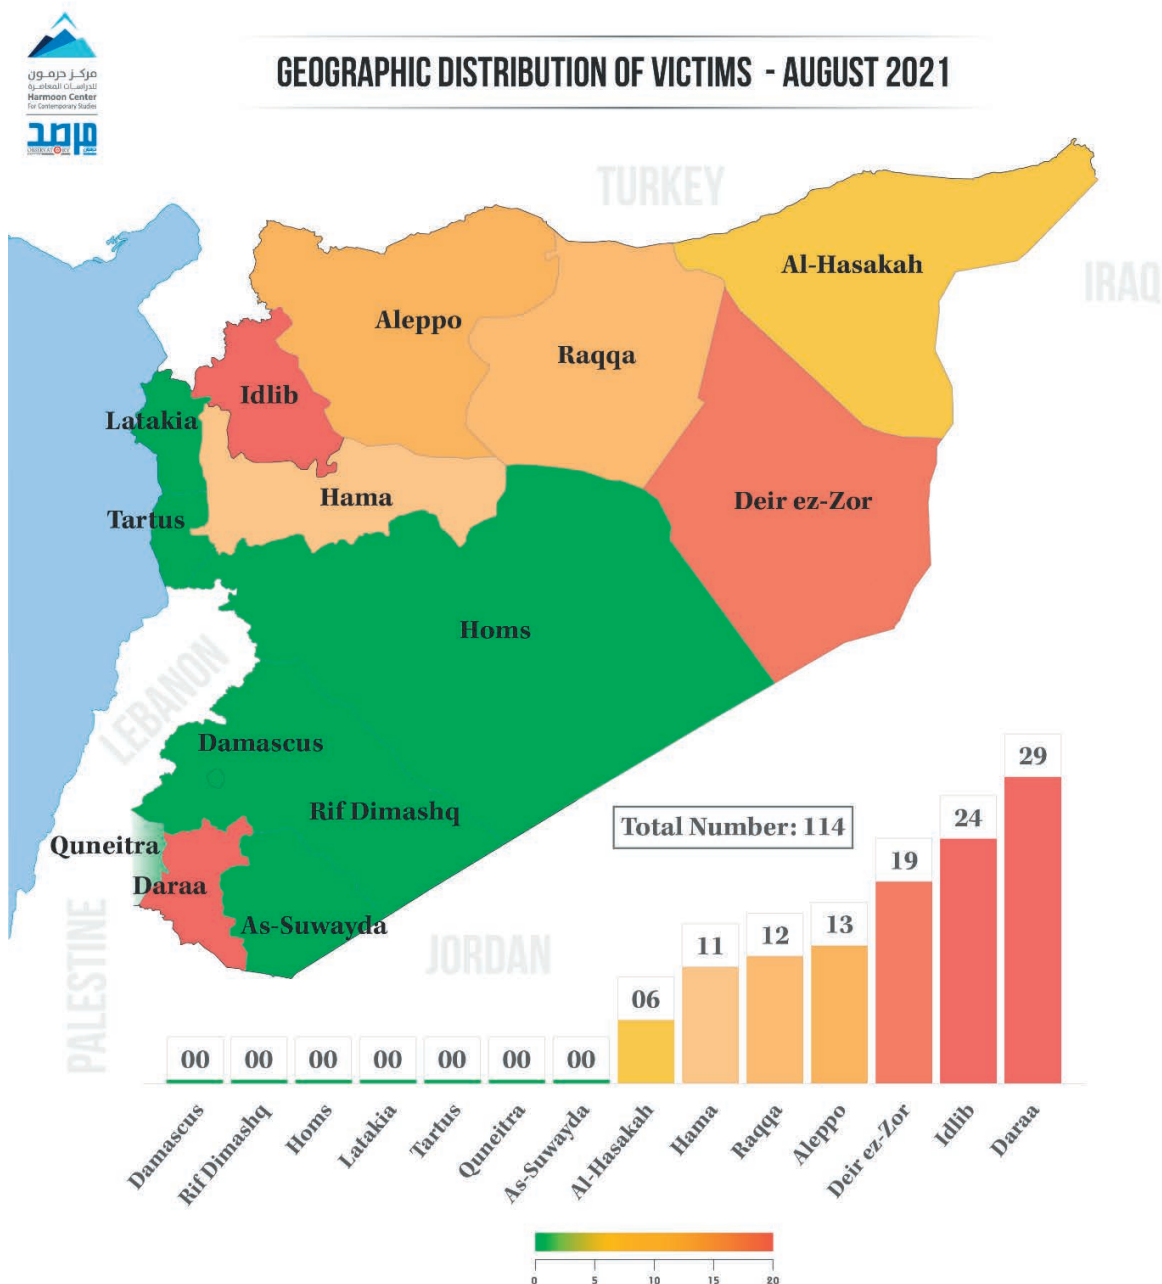 مركز حرمون
للدراسات المعاصرة
Harmoon Center
For Contemporary Studies
مرصد
GEOGRAPHIC DISTRIBUTION OF VICTIMS - AUGUST 2021
TURKEY
IRAQ
Al-Hasakah
Aleppo
Raqqa
Idlib
Latakia
Hama
Deir ez-Zor
Tartus
Homs
LEBANON
Damascus
Rif Dimashq
Quneitra
Daraa
As-Suwayda
PALESTINE
JORDAN
Total Number: 114
00 00 00 00 00 00 00 06 11 12 13 19 24 29
Damascus
Rif Dimashq
Homs
Latakia
Tartus
Quneitra
As-Suwayda
Al-Hasakah
Hama
Raqqa
Aleppo
Deir ez-Zor
Idlib
Daraa
0 5 10 15 20